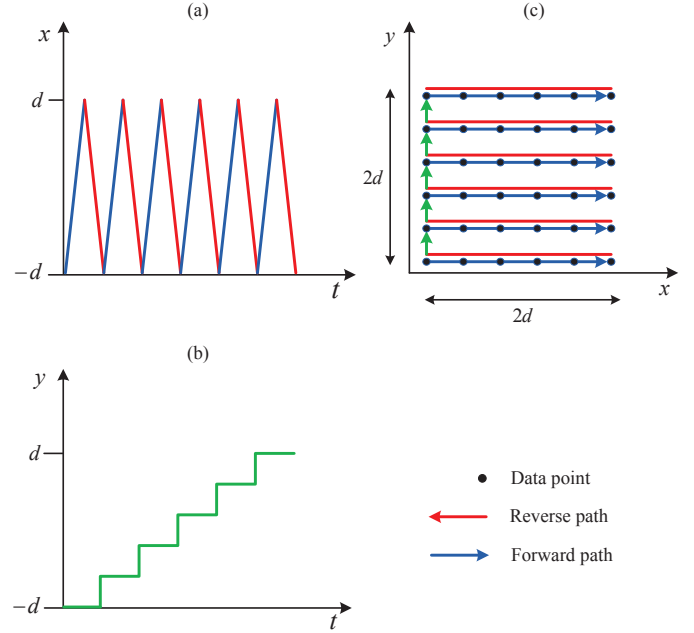 (a)
x
d
−d
t
(c)
y
2d
x
2d
(b)
y
d
−d
t
Data point
Reverse path
Forward path